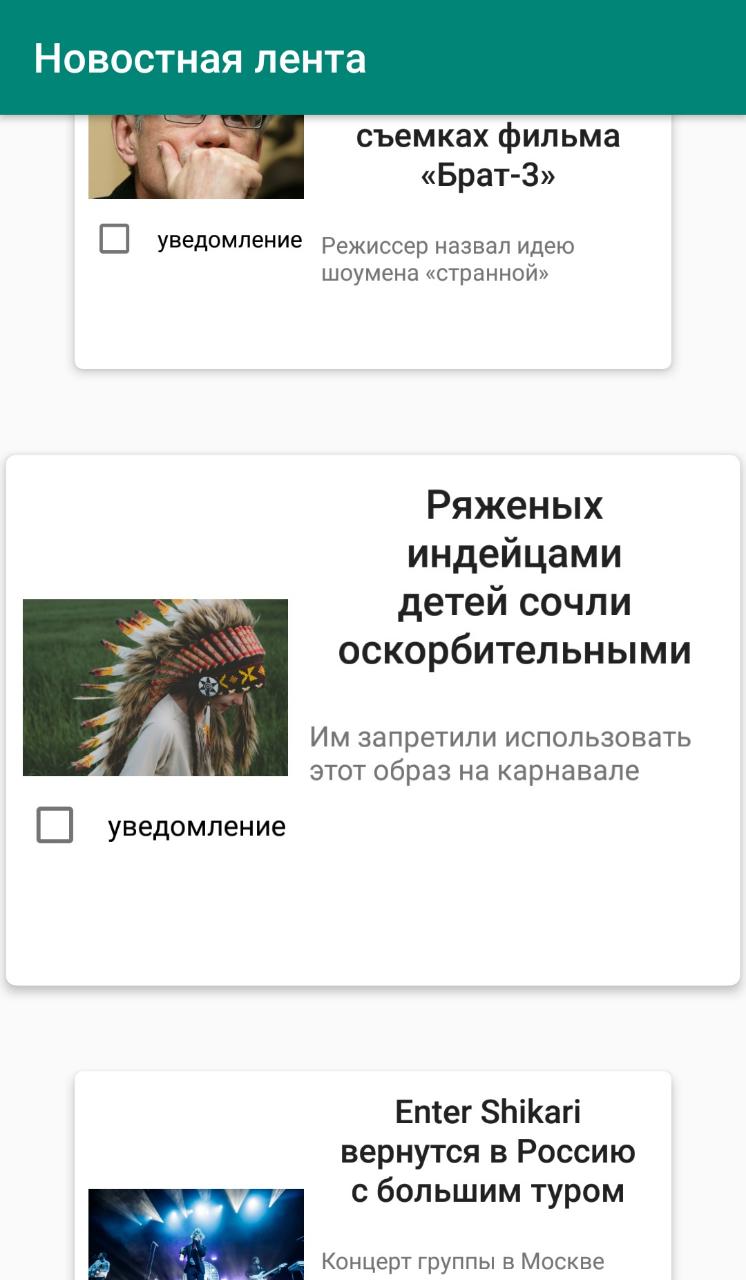 Новостная лента
съемках фильма
«Брат-3»
уведомление
Режиссер назвал идею
шоумена «странной»
Ряженых
индейцами
детей сочли
оскорбительными
Им запретили использовать
этот образ на карнавале
уведомление
Enter Shikari
вернутся в Россию
с большим туром
Концерт группы в Москве